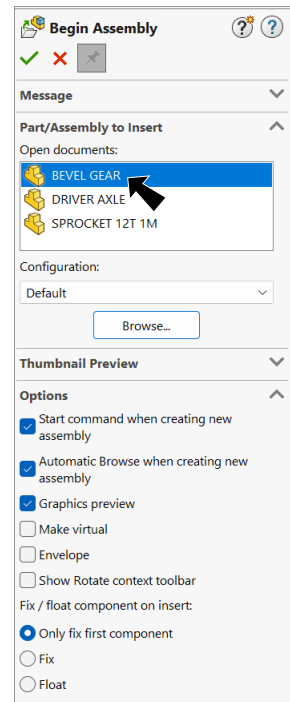 Begin Assembly
Message
Part/Assembly to Insert
Open documents:
BEVEL GEAR
DRIVER AXLE
SPROCKET 12T 1M
Configuration:
Default
Browse...
Thumbnail Preview
Options
Start command when creating new
assembly
Automatic Browse when creating new
assembly
Graphics preview
Make virtual
Envelope
Show Rotate context toolbar
Fix / float component on insert:
Only fix first component
Fix
Float